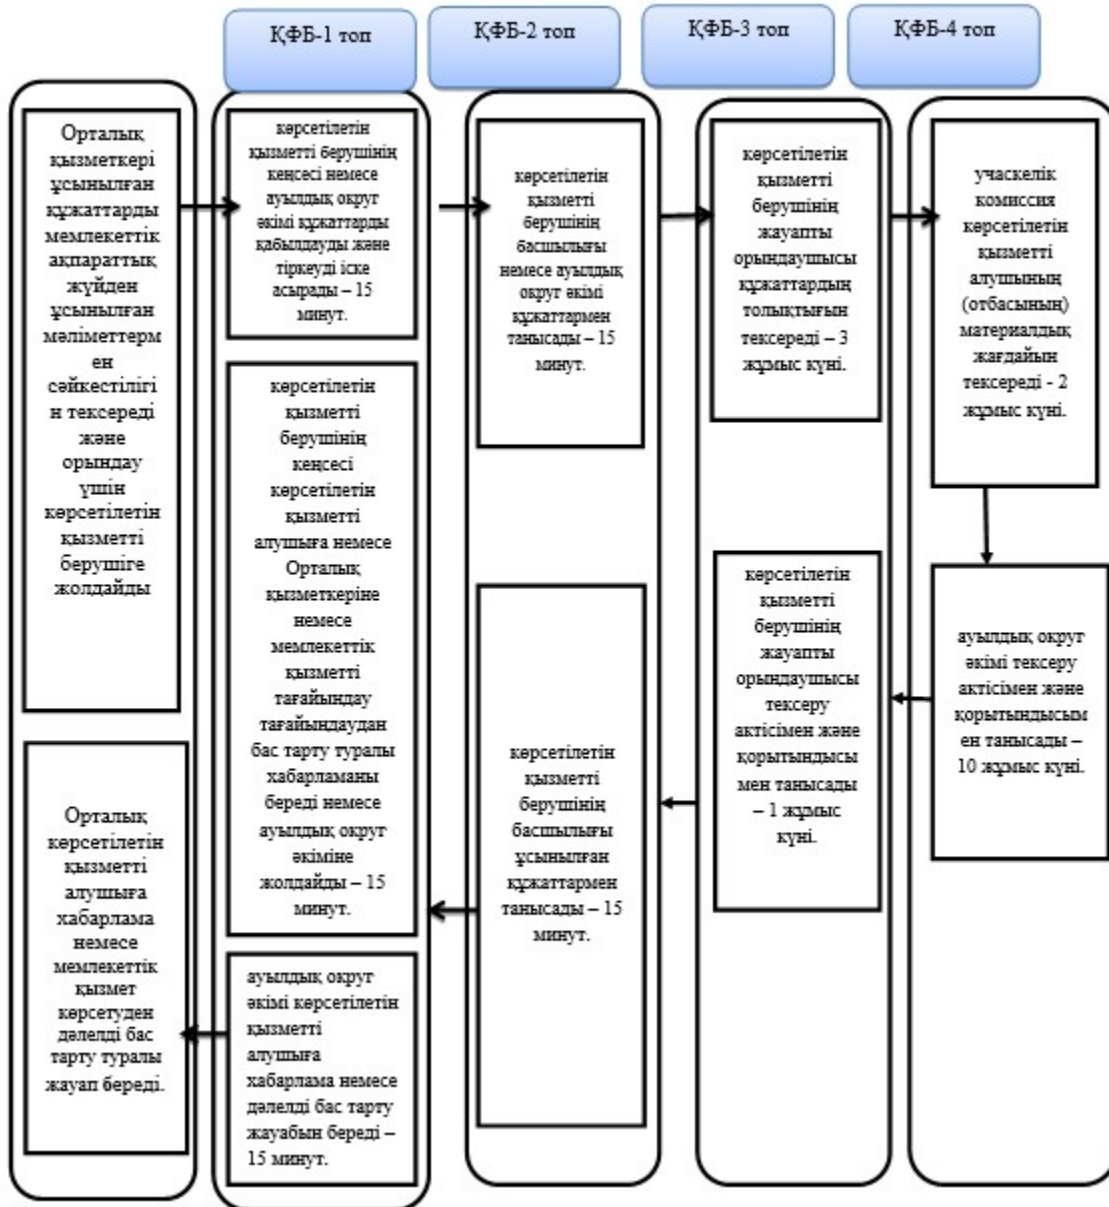 ҚФБ-1 топ
ҚФБ-2 топ
ҚФБ-3 топ
ҚФБ-4 топ
Орталық
қызметкері
ұсынылған
құжаттарды
мемлекеттік
ақпараттық
жүйден
ұсынылған
мәліметтерм
ен
сәйкестілігі
н тексереді
және
орындау
үшін
көрсетілетін
қызметті
берушіге
жолдайды
Орталық
көрсетілетін
қызметті
алушыға
хабарлама
немесе
мемлекеттік
қызмет
көрсетуден
дәлелді бас
тарту туралы
жауап береді.
көрсетілетін
қызметті берушінің
кеңсесі немесе
ауылдық округ
әкімі құжаттарды
қабылдауды және
тіркеуді іске
асырады – 15
минут.
көрсетілетін
қызметті
берушінің
кеңсесі
көрсетілетін
қызметті
алушыға немесе
Орталық
қызметкеріне
немесе
мемлекеттік
қызметті
тағайындау
тағайындаудан
бас тарту туралы
хабарламаны
береді немесе
ауылдық округ
әкіміне
жолдайды – 15
минут.
ауылдық округ
әкімі көрсетілетін
қызметті
алушыға
хабарлама немесе
дәлелді бас тарту
жауабын береді –
15 минут.
көрсетілетін
қызметті
берушінің
басшылығы
немесе ауылдық
округ әкімі
құжаттармен
танысады – 15
минут.
көрсетілетін
қызметті
берушінің
басшылығы
ұсынылған
құжаттармен
танысады – 15
минут.
көрсетілетін
қызметті
берушінің
жауапты
орындаушысы
құжаттардың
толықтығын
тексереді – 3
жұмыс күні.
көрсетілетін
қызметті
берушінің
жауапты
орындаушысы
тексеру
актісімен және
қорытындысы
мен танысады
– 1 жұмыс
күні.
учаскелік
комиссия
көрсетілетін
қызметті
алушының
(отбасының)
материалдық
жағдайын
тексереді - 2
жұмыс күні.
ауылдық округ
әкімі тексеру
актісімен және
қорытындысым
ен танысады –
10 жұмыс күні.